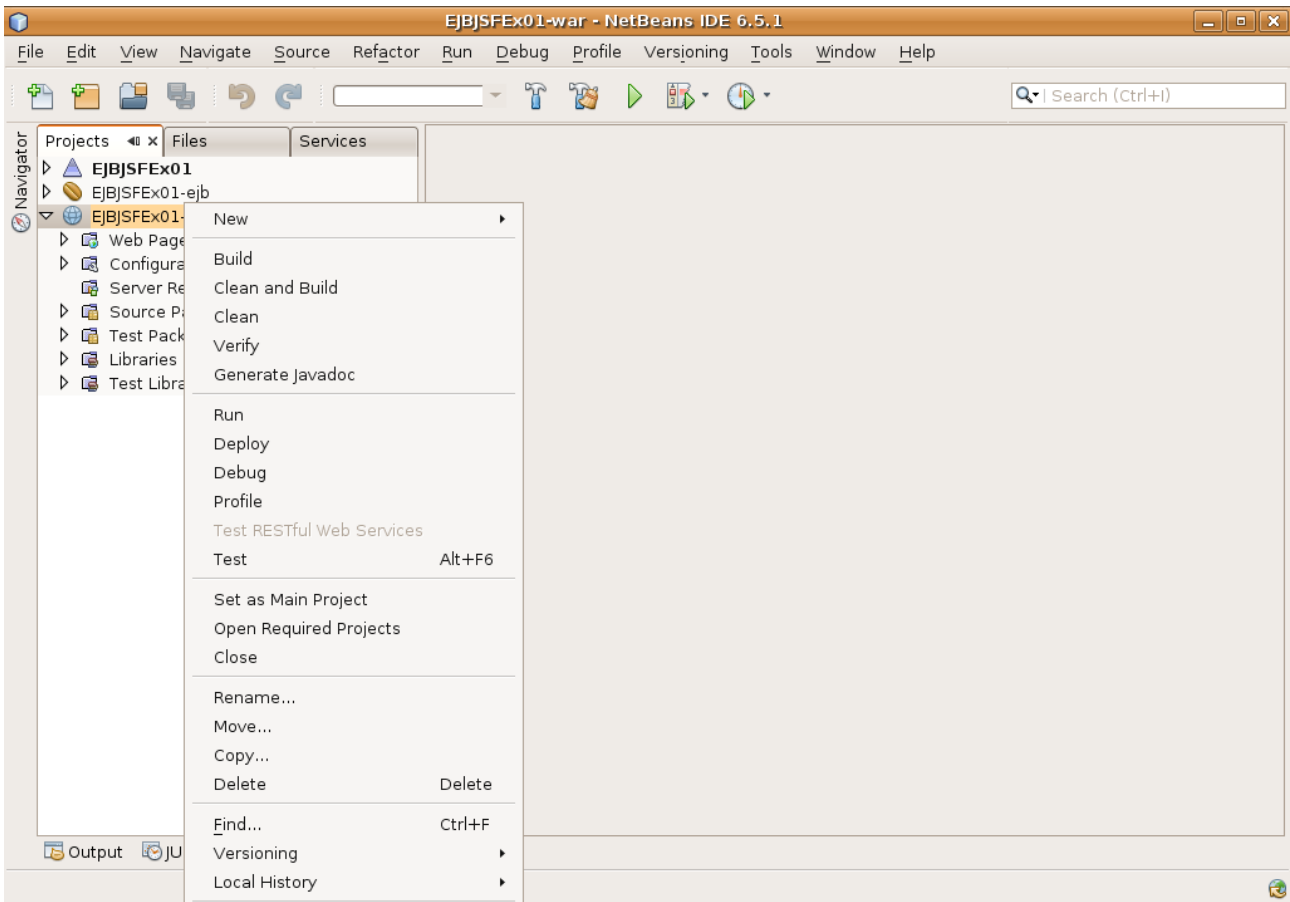 EJBJSFEx01-war - NetBeans IDE 6.5.1
File Edit View Navigate Source Refactor Run Debug Profile Versioning Tools Window Help
Search (Ctrl+I)
Navigator
Projects Files Services
EJBJSFEx01
EJBJSFEx01-ejb
EJBJSFEx01-
Web Page
Configura
Server Re
Source Pa
Test Pack
Libraries
Test Libra
New
Build
Clean and Build
Clean
Verify
Generate Javadoc
Run
Deploy
Debug
Profile
Test RESTful Web Services
Test Alt+F6
Set as Main Project
Open Required Projects
Close
Rename...
Move...
Copy...
Delete Delete
Find... Ctrl+F
Versioning
Local History
Output JU